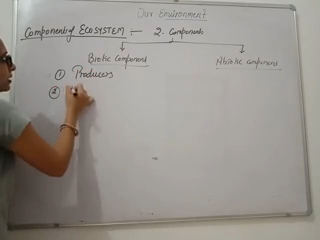 Our Environment
Components of ECOSYSTEM :- 2- Components
Biotic Component Abiotic Component
① Producers
②